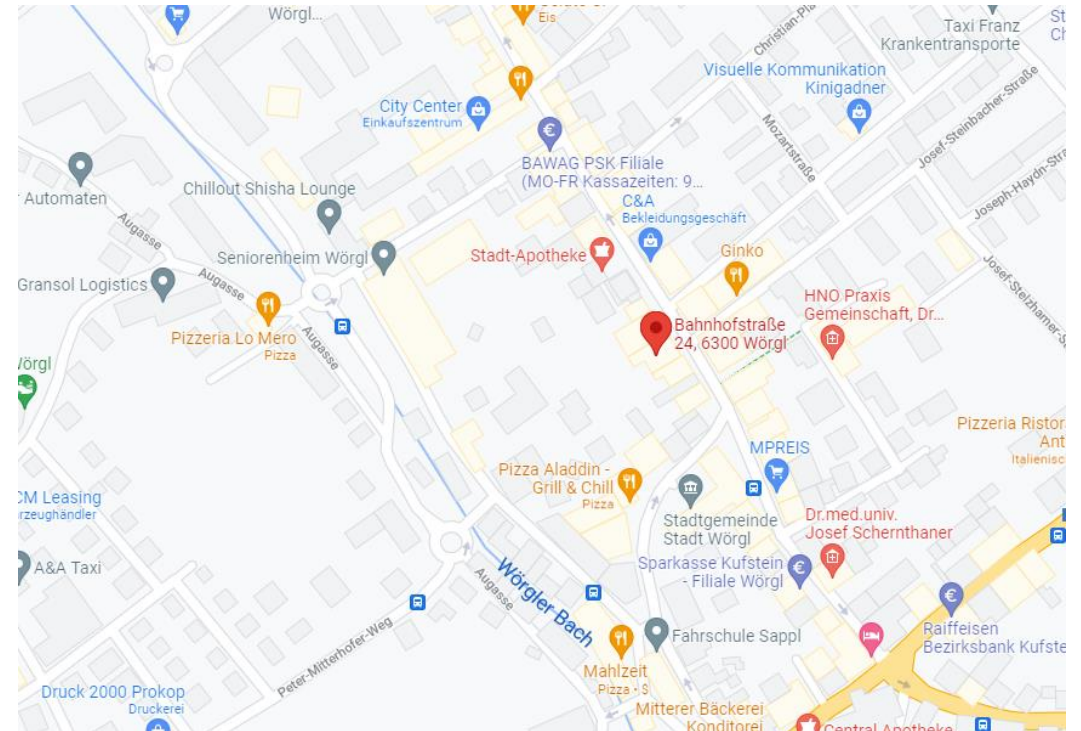 Wörgl...
Eis
Taxi Franz
Krankentransporte
Christian-Pla
City Center
Einkaufszentrum
Visuelle Kommunikation
Kinigadner
Josef-Steinbacher-Straße
Mozartstraße
BAWAG PSK Filiale
(MO-FR Kassazeiten: 9...
Automaten
Chillout Shisha Lounge
C&A
Bekleidungsgeschäft
Joseph-Haydn-Stra
Augasse
Seniorenheim Wörgl
Stadt-Apotheke
Ginko
Gransol Logistics
Augasse
Josef-Stelzhamer-S
HNO Praxis
Gemeinschaft, Dr...
Bahnhofstraße
24, 6300 Wörgl
Pizzeria Lo Mero
Pizza
Augasse
Wörgl
Pizzeria Ristor
Ant
Italienisc
MPREIS
Pizza Aladdin -
Grill & Chill
Pizza
CM Leasing
rzeughändler
Stadtgemeinde
Stadt Wörgl
Dr.med.univ.
Josef Schernthaner
A&A Taxi
Sparkasse Kufstein
- Filiale Wörgl
Wörgler-Bach
Augasse
Peter-Mitterhofer-Weg
Fahrschule Sappl
Raiffeisen
Bezirksbank Kufste
Mahlzeit
Pizza · $
Druck 2000 Prokop
Druckerei
Mitterer Bäckerei
Konditorei
Central Apotheke